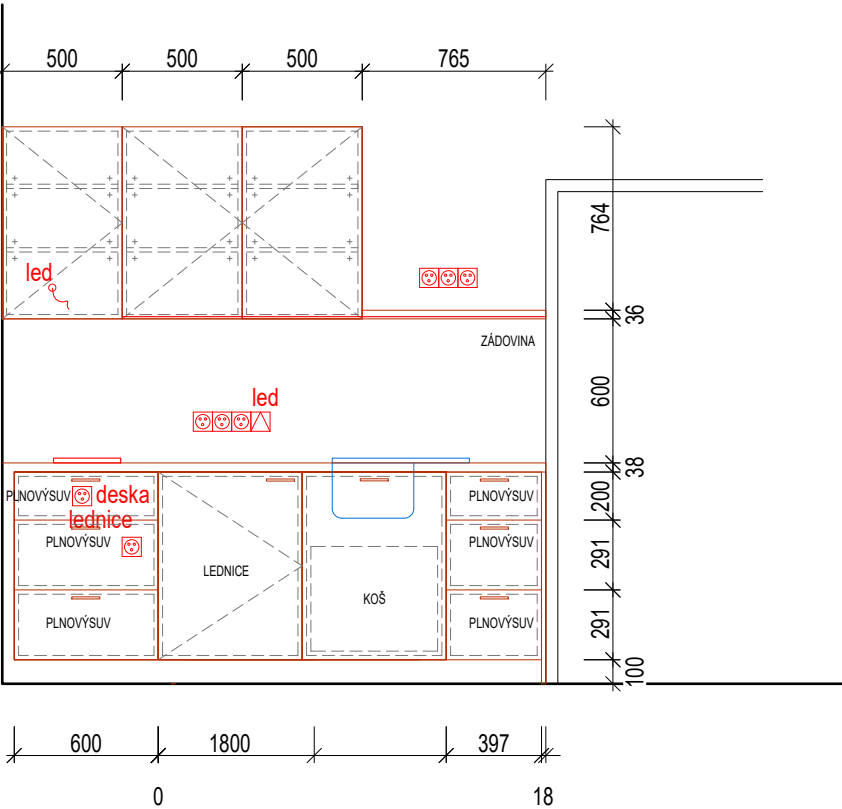 500 500 500 765
764
led
36
ZÁDOVINA
600
led
38
PLNOVÝSUV deska PLNOVÝSUV
200
lednice
PLNOVÝSUV PLNOVÝSUV
291
LEDNICE
KOŠ
PLNOVÝSUV PLNOVÝSUV
291
100
600 1800 397
0 18